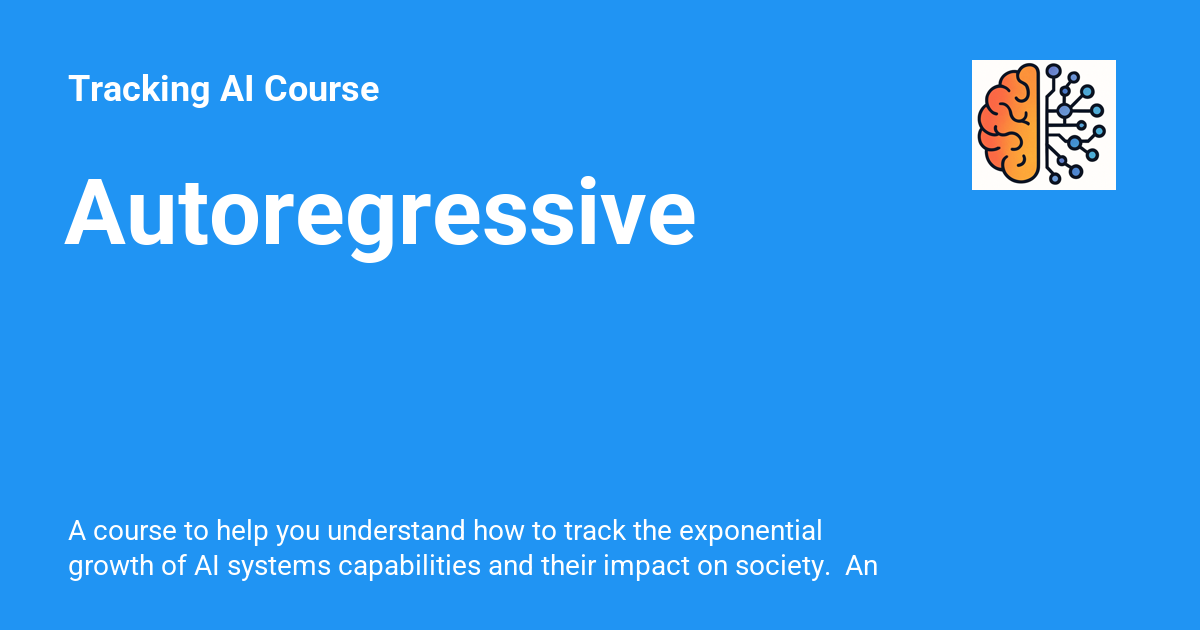 Tracking AI Course
Autoregressive
A course to help you understand how to track the exponential
growth of AI systems capabilities and their impact on society.  An